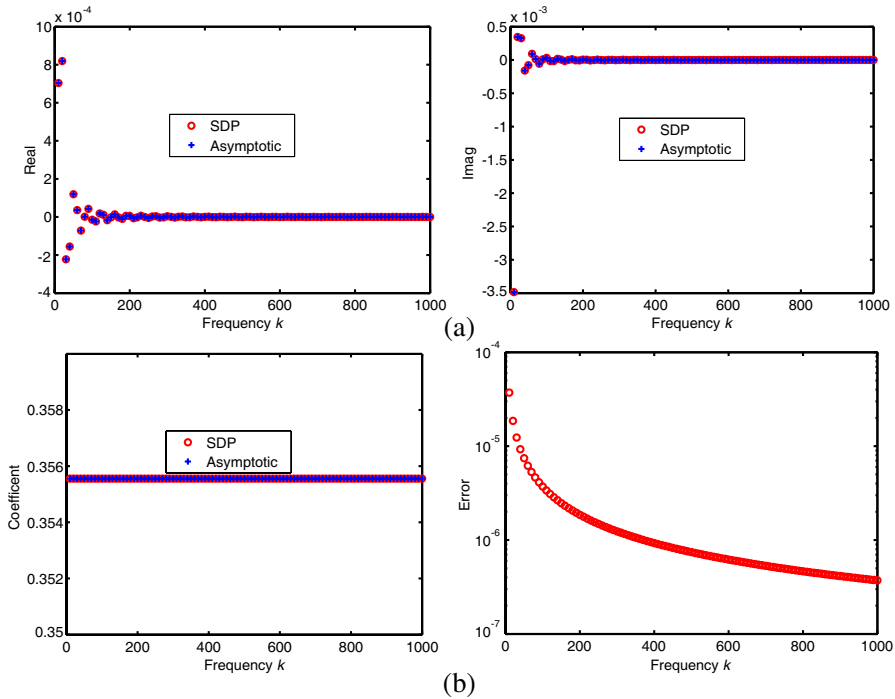 x 10⁻⁴
10
8
6
4
2
0
-2
-4
Real
SDP
Asymptotic
0 200 400 600 800 1000
Frequency k
x 10⁻³
0.5
0
-0.5
-1
-1.5
-2
-2.5
-3
-3.5
Imag
SDP
Asymptotic
0 200 400 600 800 1000
Frequency k
(a)
0.358
0.356
0.354
0.352
0.35
Coefficent
SDP
Asymptotic
0 200 400 600 800 1000
Frequency k
10⁻⁴
10⁻⁵
10⁻⁶
10⁻⁷
Error
0 200 400 600 800 1000
Frequency k
(b)